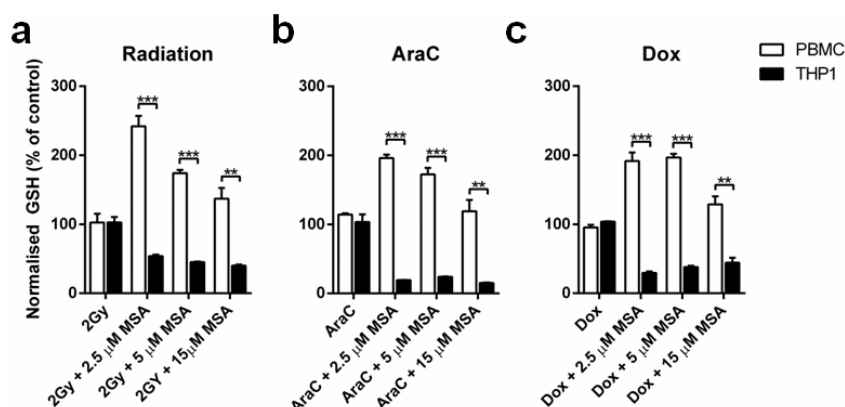 a
Radiation
b
AraC
c
Dox
PBMC
THP1
Normalised GSH (% of control)
300
200
100
0
***
***
**
2Gy
2Gy + 2.5 μM MSA
2Gy + 5 μM MSA
2GY + 15μM MSA
300
200
100
0
***
***
**
AraC
AraC + 2.5 μM MSA
AraC + 5 μM MSA
AraC + 15 μM MSA
300
200
100
0
***
***
**
Dox
Dox + 2.5 μM MSA
Dox + 5 μM MSA
Dox + 15 μM MSA